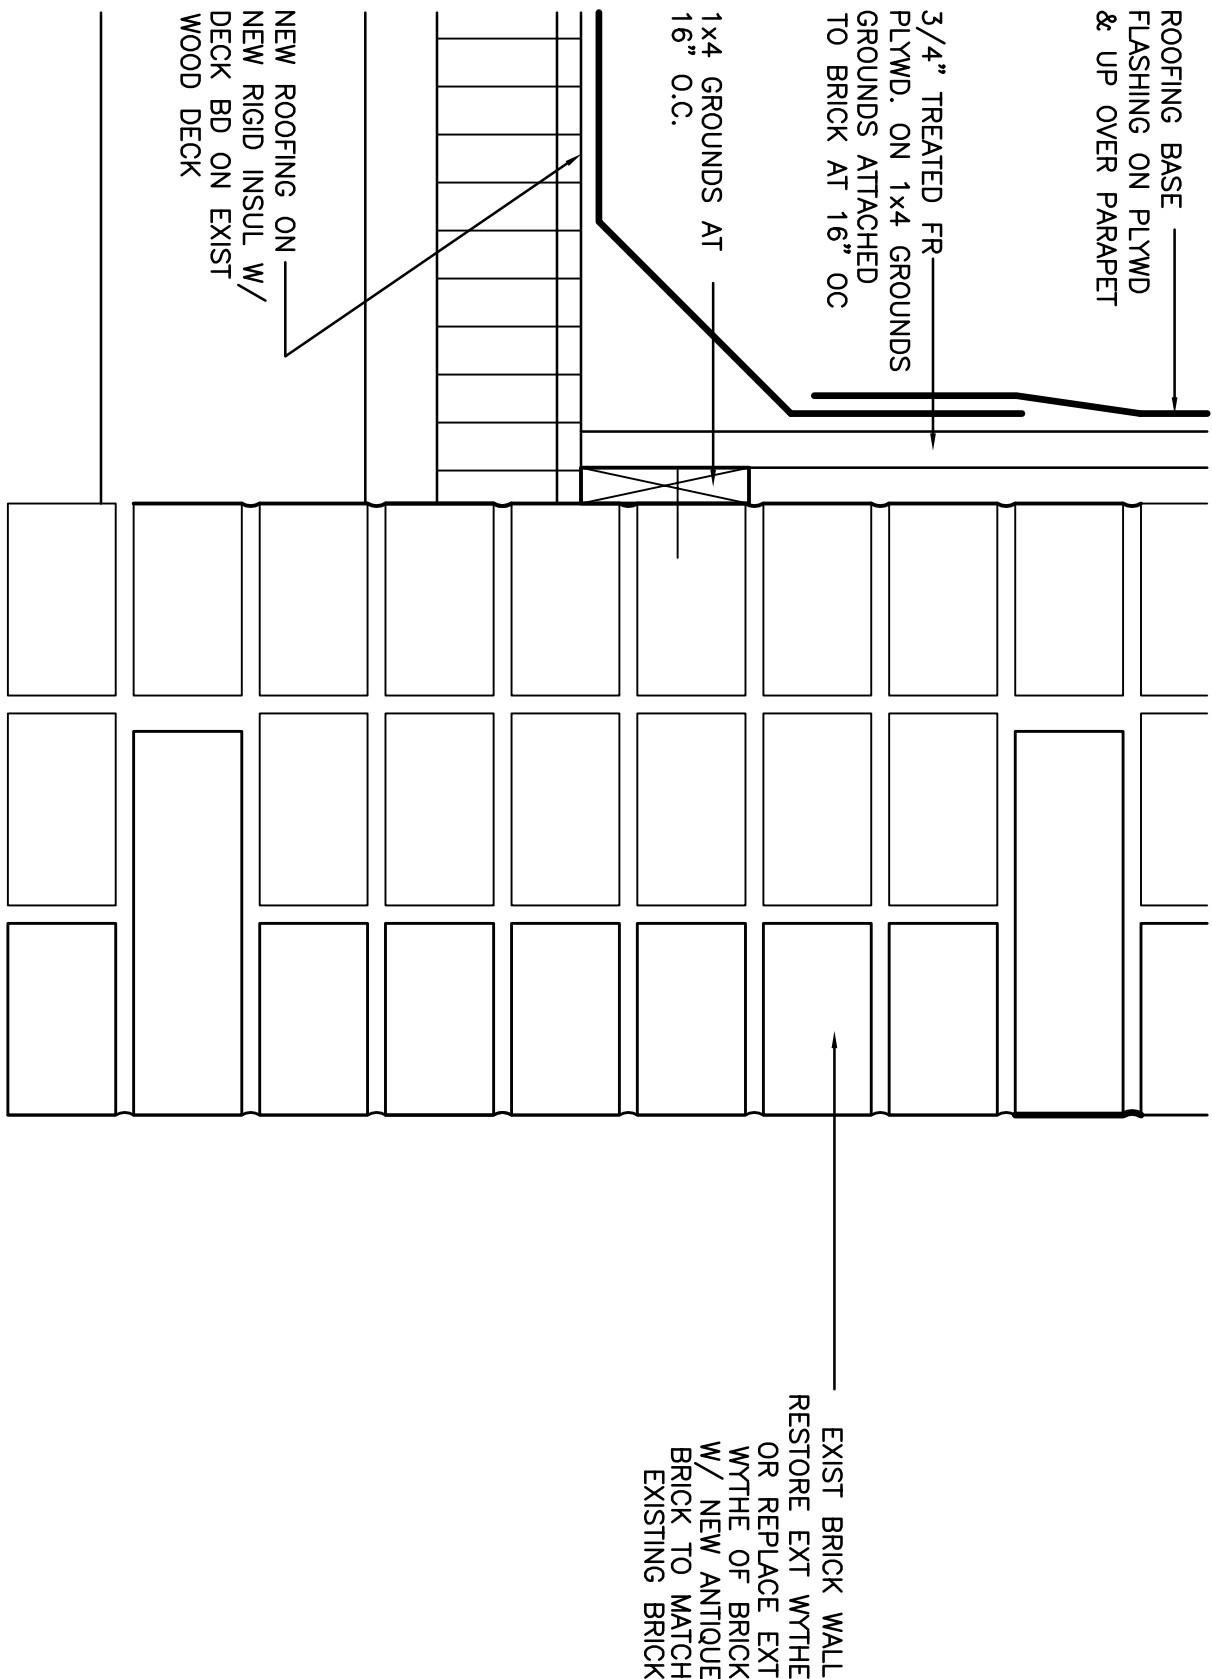 ROOFING BASE
FLASHING ON PLYWD
& UP OVER PARAPET
3/4" TREATED FR
PLYWD. ON 1x4 GROUNDS
GROUNDS ATTACHED
TO BRICK AT 16" OC
1x4 GROUNDS AT
16" O.C.
NEW ROOFING ON
NEW RIGID INSUL W/
DECK BD ON EXIST
WOOD DECK
EXIST BRICK WALL
RESTORE EXT WYTHE
OR REPLACE EXT
WYTHE OF BRICK
W/ NEW ANTIQUE
BRICK TO MATCH
EXISTING BRICK